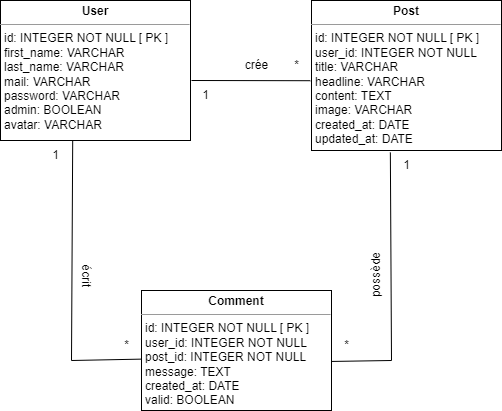 User
id: INTEGER NOT NULL [ PK ]
first_name: VARCHAR
last_name: VARCHAR
mail: VARCHAR
password: VARCHAR
admin: BOOLEAN
avatar: VARCHAR
crée
1
*
Post
id: INTEGER NOT NULL [ PK ]
user_id: INTEGER NOT NULL
title: VARCHAR
headline: VARCHAR
content: TEXT
image: VARCHAR
created_at: DATE
updated_at: DATE
1
écrit
*
1
possède
*
Comment
id: INTEGER NOT NULL [ PK ]
user_id: INTEGER NOT NULL
post_id: INTEGER NOT NULL
message: TEXT
created_at: DATE
valid: BOOLEAN